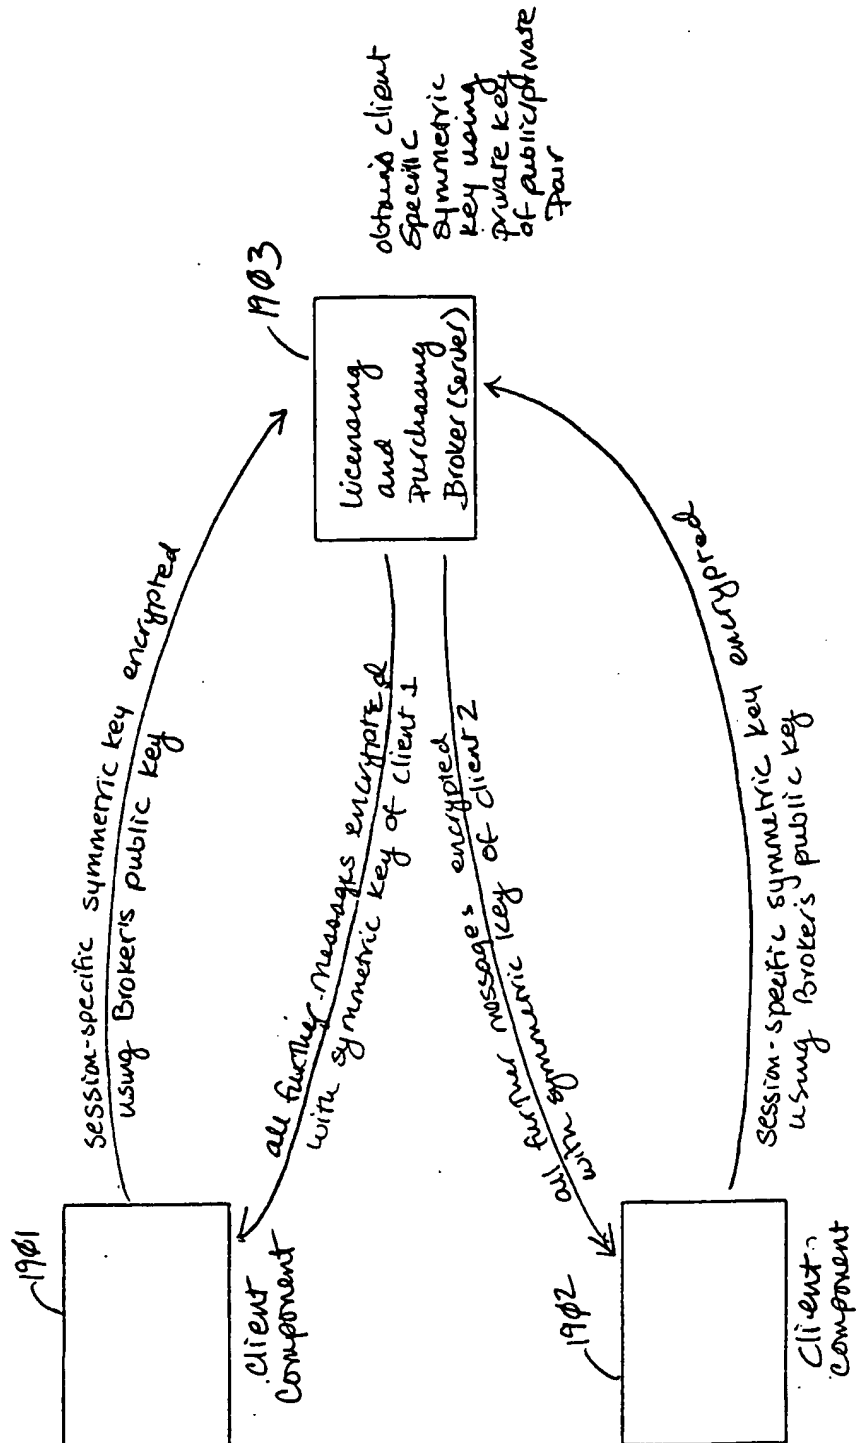 1901
Client
Component
session-specific symmetric key encrypted
using Broker's public key
all further messages encrypted
with symmetric key of client 1
1903
Licensing
and
Purchasing
Broker (server)
obtains client
specific
symmetric
key using
private key
of public/private
pair
all further messages encrypted
with symmetric key of client 2
1902
Client
component
session-specific symmetric key encrypted
using Broker's public key